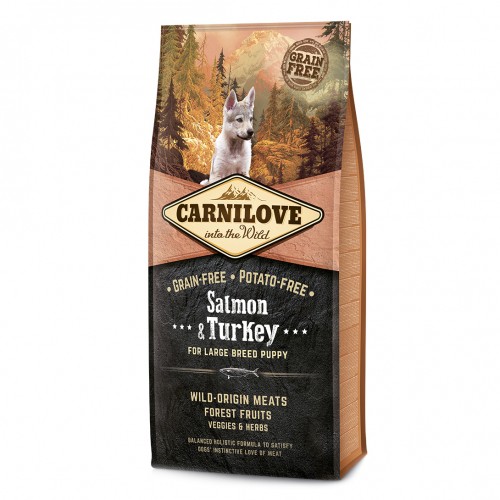 GRAIN
FREE
CARNILOVE
into the Wild
• GRAIN-FREE • POTATO-FREE •
Salmon
& Turkey
FOR LARGE BREED PUPPY
WILD-ORIGIN MEATS
FOREST FRUITS
VEGGIES & HERBS
BALANCED HOLISTIC FORMULA TO SATISFY
DOGS' INSTINCTIVE LOVE OF MEAT